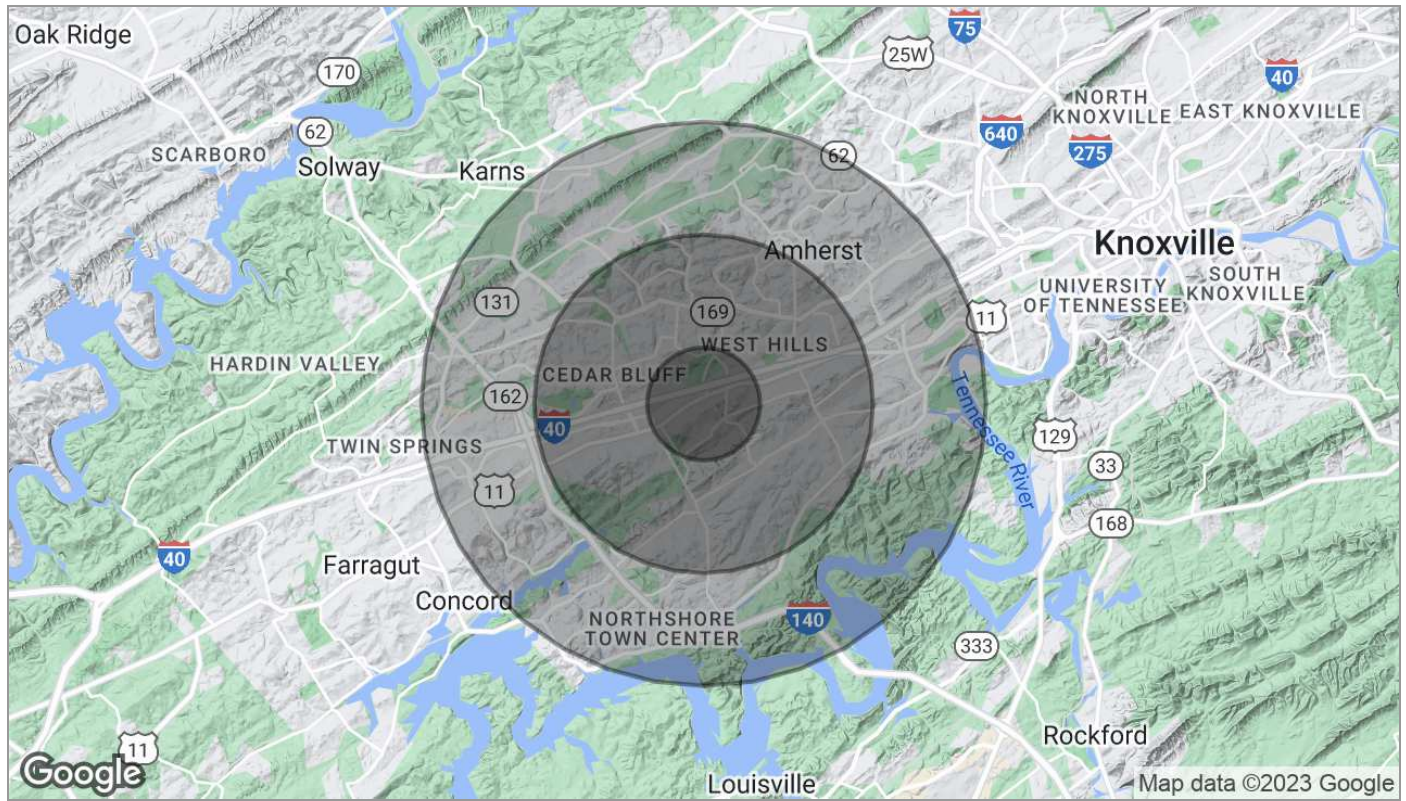 Oak Ridge
75
25W
40
170
NORTH
KNOXVILLE
EAST KNOXVILLE
640
62
275
SCARBORO
62
Solway
Karns
Knoxville
Amherst
SOUTH
KNOXVILLE
UNIVERSITY
OF TENNESSEE
131
169
11
WEST HILLS
HARDIN VALLEY
CEDAR BLUFF
162
Tennessee River
40
TWIN SPRINGS
129
33
11
168
40
Farragut
Concord
NORTHSHORE
TOWN CENTER
140
333
Rockford
11
Google
Louisville
Map data ©2023 Google